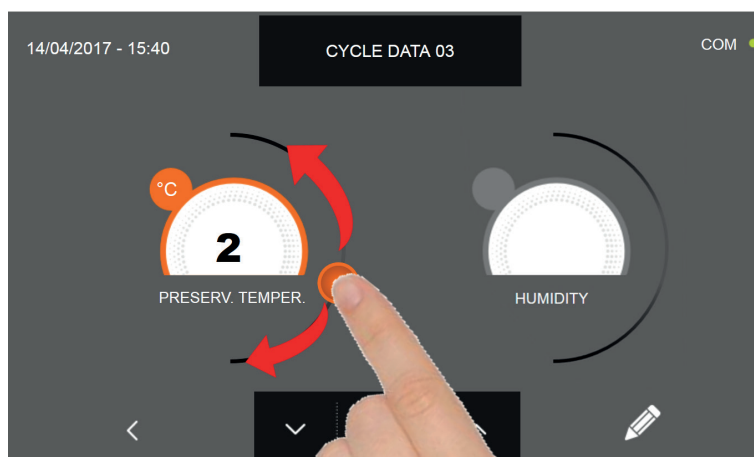 14/04/2017 - 15:40
CYCLE DATA 03
COM
°C
2
PRESERV. TEMPER.
HUMIDITY